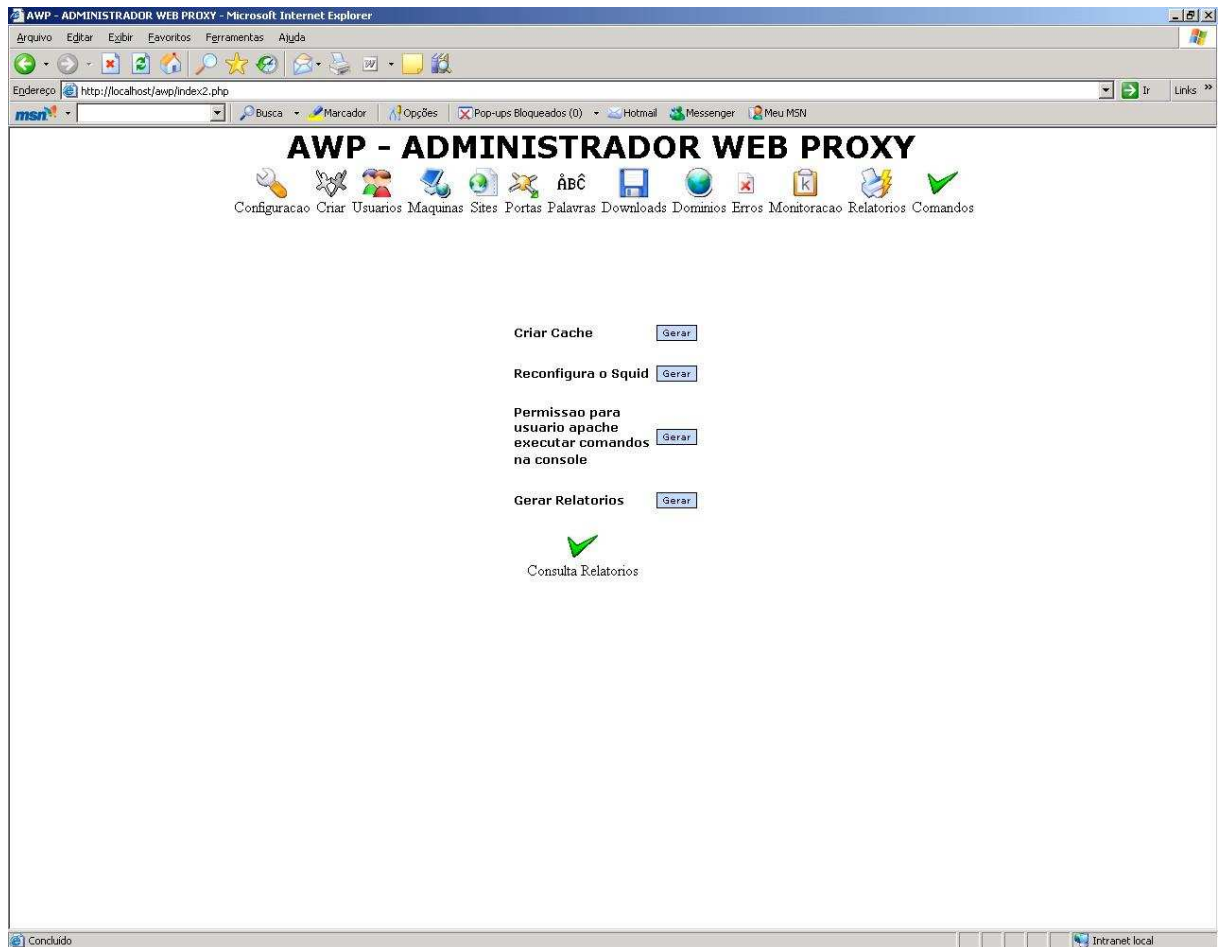 AWP - ADMINISTRADOR WEB PROXY - Microsoft Internet Explorer
Arquivo Editar Exibir Favoritos Ferramentas Ajuda
Endereço http://localhost/awp/index2.php Ir Links »
msn Busca Marcador Opções Pop-ups Bloqueados (0) Hotmail Messenger Meu MSN
AWP - ADMINISTRADOR WEB PROXY
ÅBĈ
Configuracao Criar Usuarios Maquinas Sites Portas Palavras Downloads Dominios Erros Monitoracao Relatorios Comandos
Criar Cache Gerar
Reconfigura o Squid Gerar
Permissao para
usuario apache
executar comandos Gerar
na console
Gerar Relatorios Gerar
Consulta Relatorios
Concluído Intranet local